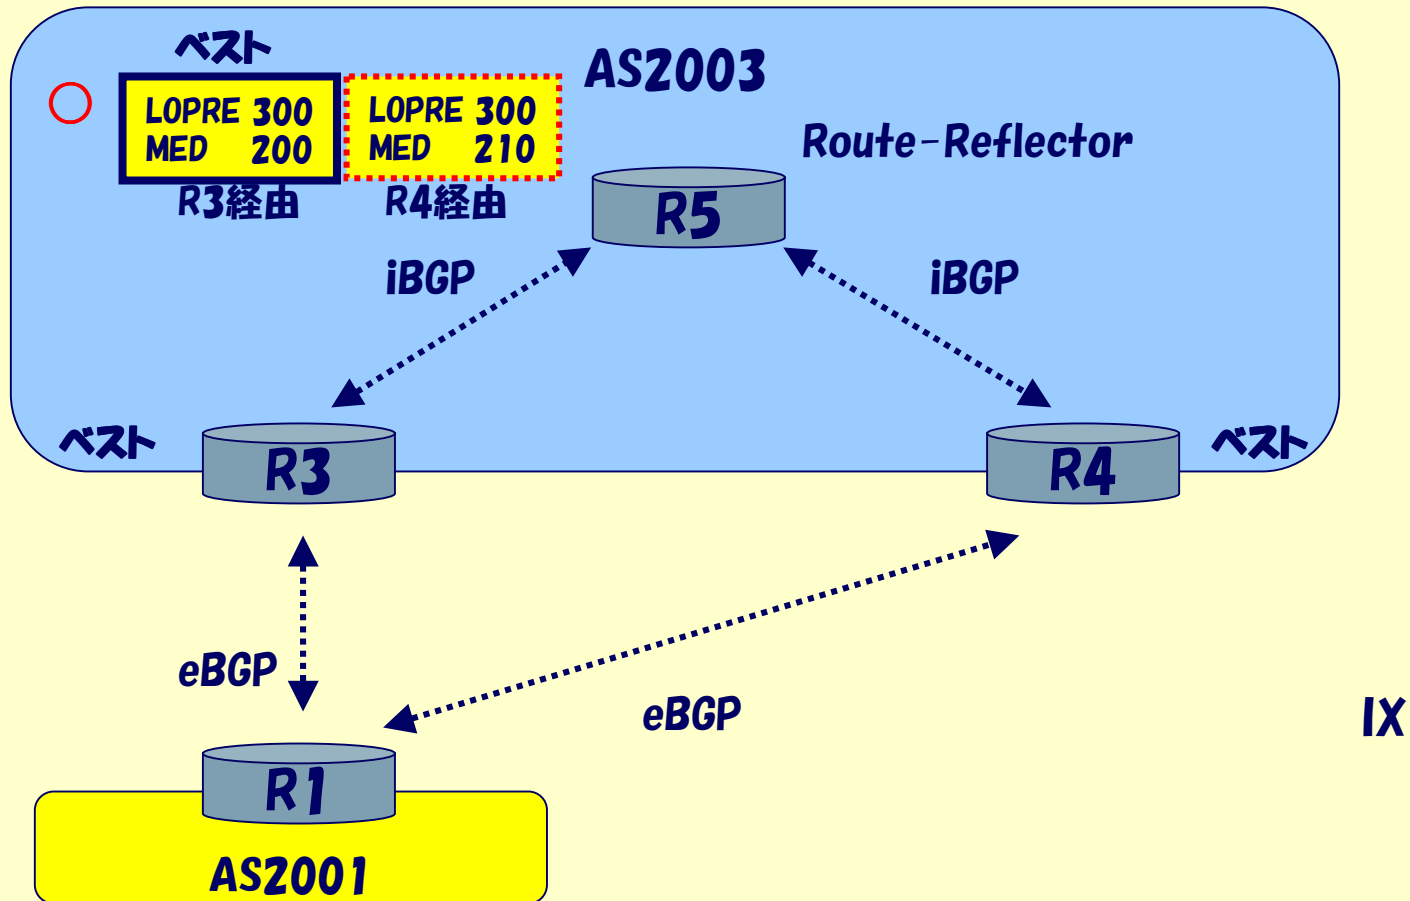 ベスト
AS2003
LOPRE 300
MED 200
LOPRE 300
MED 210
R3経由
R4経由
Route-Reflector
R5
iBGP
iBGP
ベスト
R3
R4
ベスト
eBGP
eBGP
IX
R1
AS2001